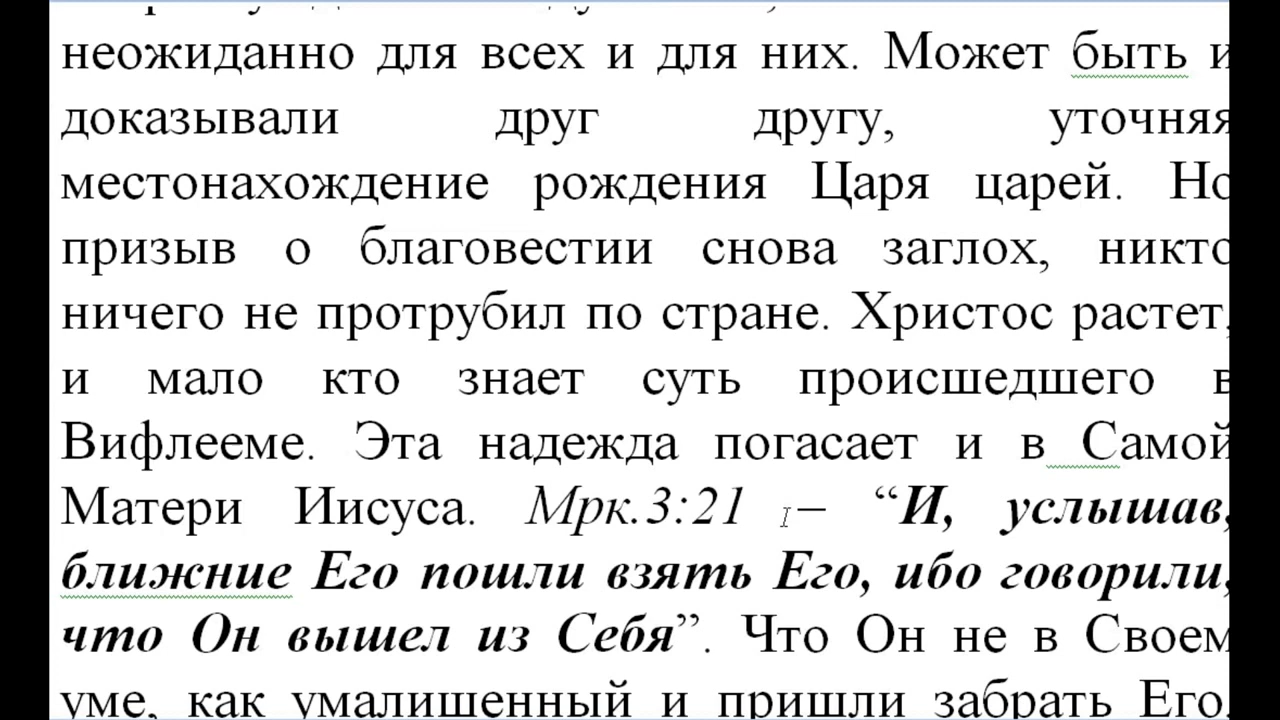 неожиданно для всех и для них. Может быть и
доказывали друг другу, уточняя
местонахождение рождения Царя царей. Но
призыв о благовестии снова заглох, никто
ничего не протрубил по стране. Христос растет,
и мало кто знает суть происшедшего в
Вифлееме. Эта надежда погасает и в Самой
Матери Иисуса. Мрк.3:21 – “И, услышав,
ближние Его пошли взять Его, ибо говорили,
что Он вышел из Себя”. Что Он не в Своем
уме, как умалишенный и пришли забрать Его.